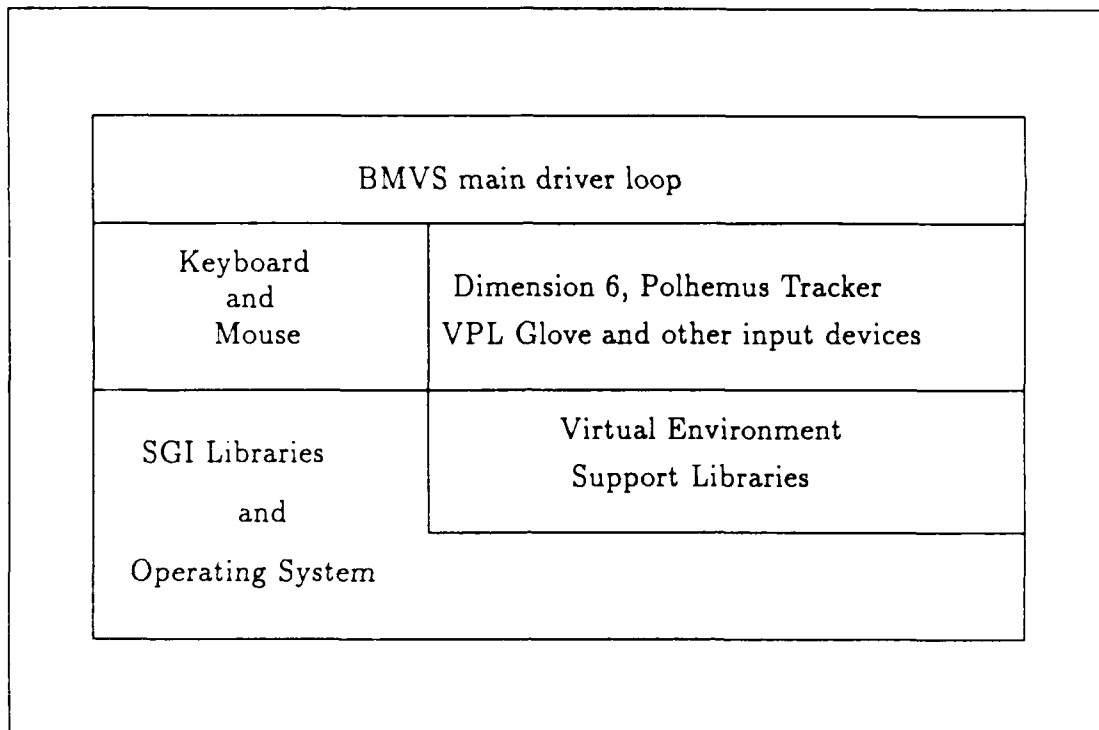 BMVS main driver loop
Keyboard
and
Mouse
Dimension 6, Polhemus Tracker
VPL Glove and other input devices
SGI Libraries
and
Operating System
Virtual Environment
Support Libraries